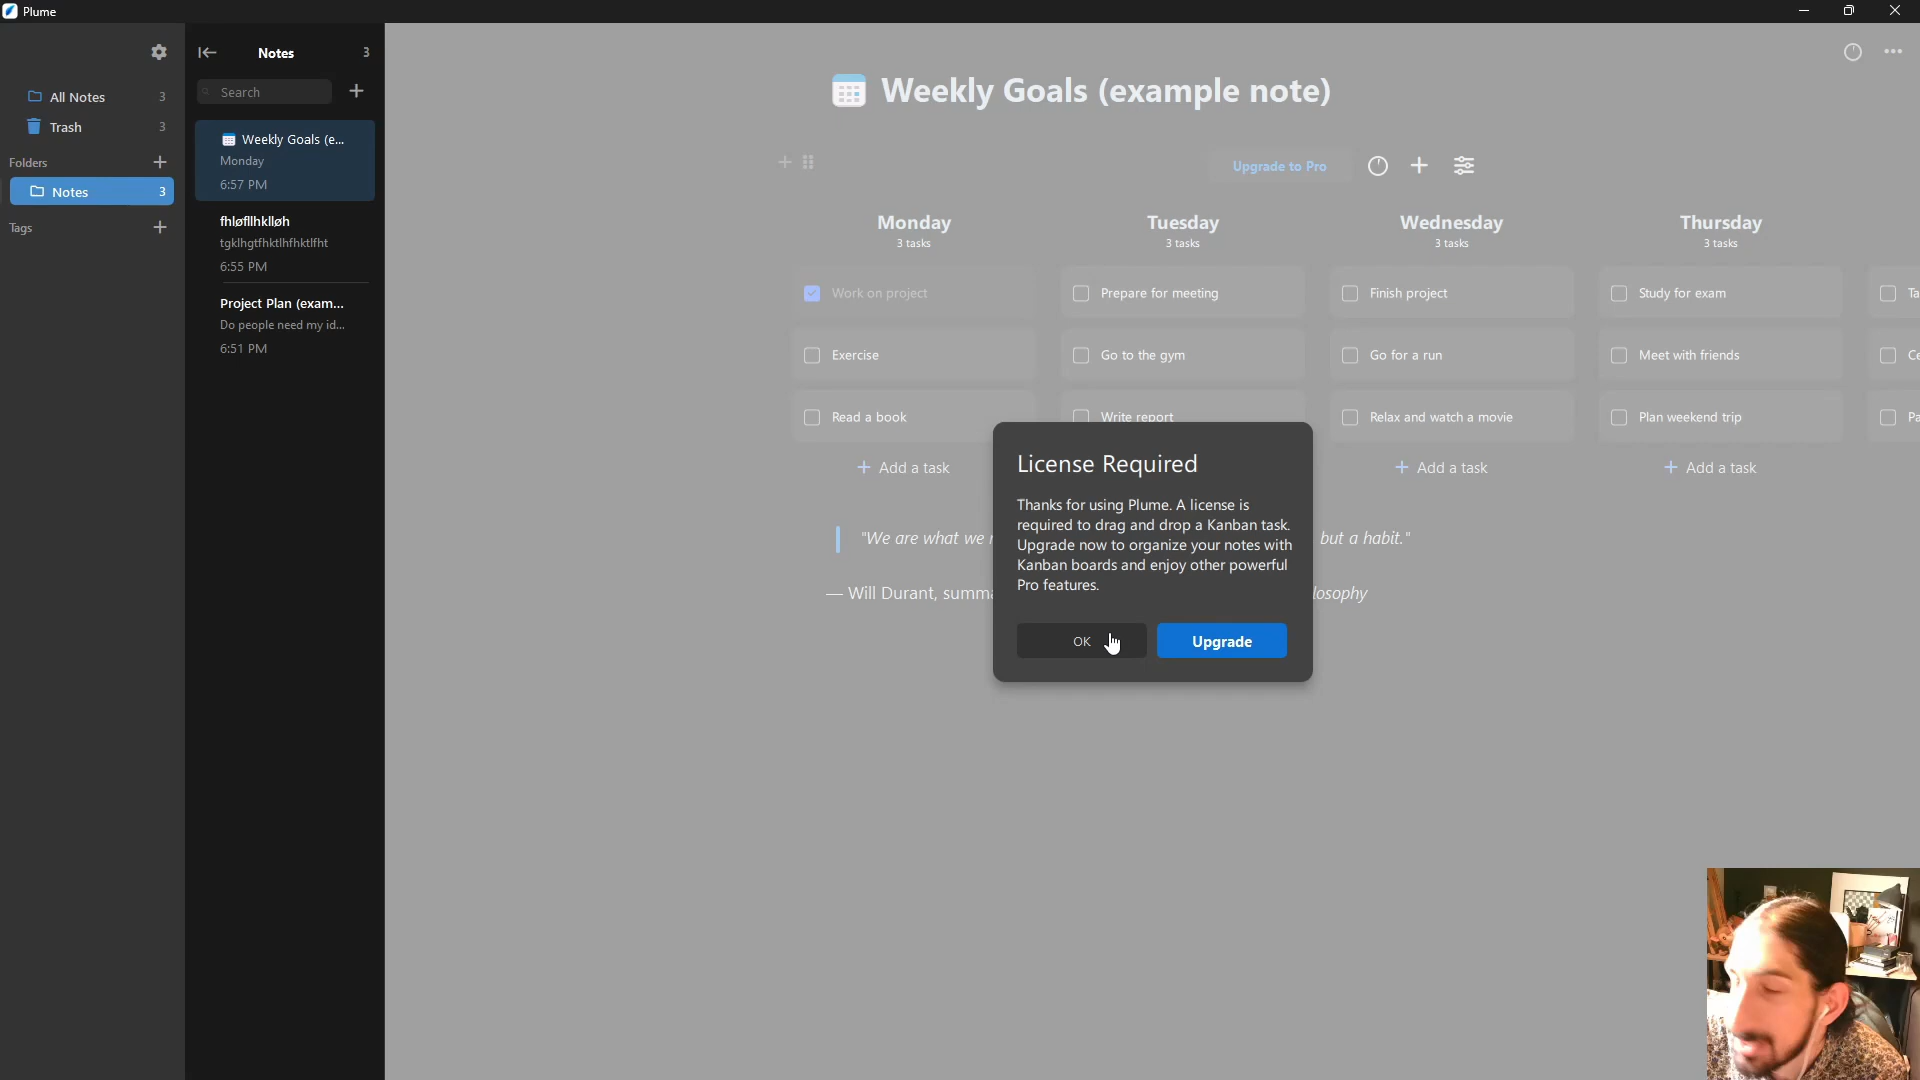 Plume
Notes 3
Search
All Notes 3
Trash 3
Folders
Notes 3
Tags
Weekly Goals (e...
Monday
6:57 PM
fhløfllhklløh
tgklhgtfhktlhfhktlfht
6:55 PM
Project Plan (exam...
Do people need my id...
6:51 PM
Weekly Goals (example note)
Upgrade to Pro
Monday
3 tasks
Work on project
Exercise
Read a book
Add a task
Tuesday
3 tasks
Prepare for meeting
Go to the gym
Write report
Wednesday
3 tasks
Finish project
Go for a run
Relax and watch a movie
Add a task
Thursday
3 tasks
Study for exam
Meet with friends
Plan weekend trip
Add a task
Ta
Ce
Pa
"We are what we but a habit."
— Will Durant,
License Required
Thanks for using Plume. A license is
required to drag and drop a Kanban task.
Upgrade now to organize your notes with
Kanban boards and enjoy other powerful
Pro features.
OK
Upgrade